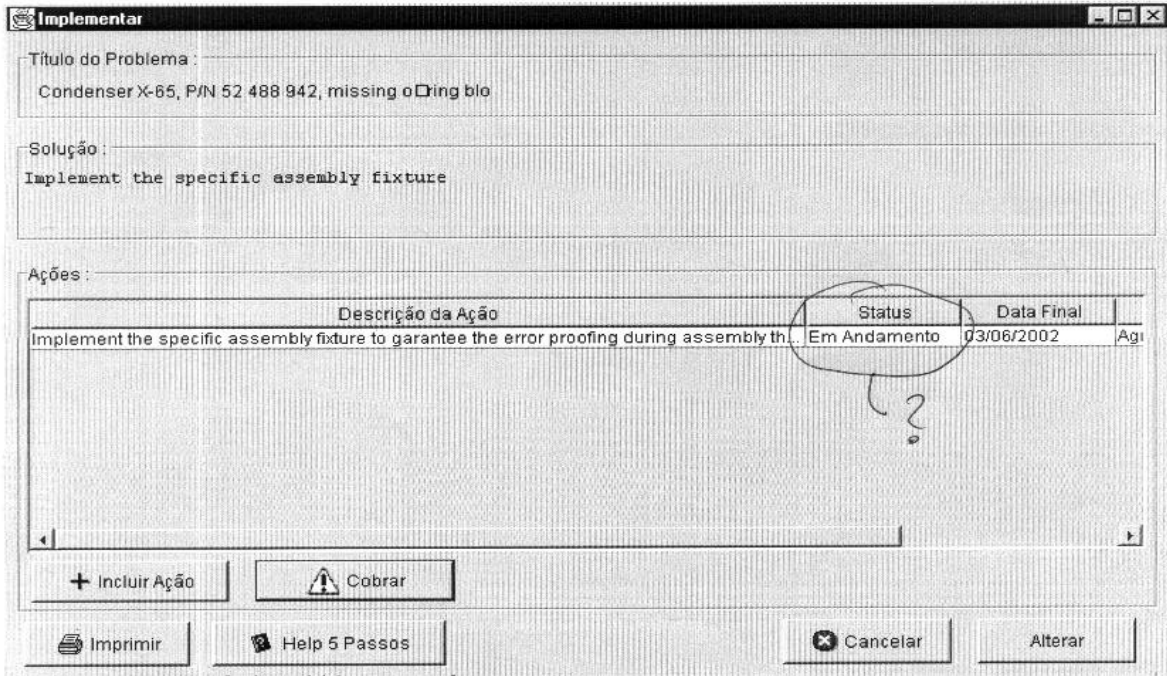 Implementar
Título do Problema :
Condenser X-65, P/N 52 488 942, missing o□ring blo
Solução :
Implement the specific assembly fixture
Ações :
Descrição da Ação Status Data Final
Implement the specific assembly fixture to garantee the error proofing during assembly th... Em Andamento 03/06/2002
?
+ Incluir Ação Cobrar
Imprimir Help 5 Passos Cancelar Alterar